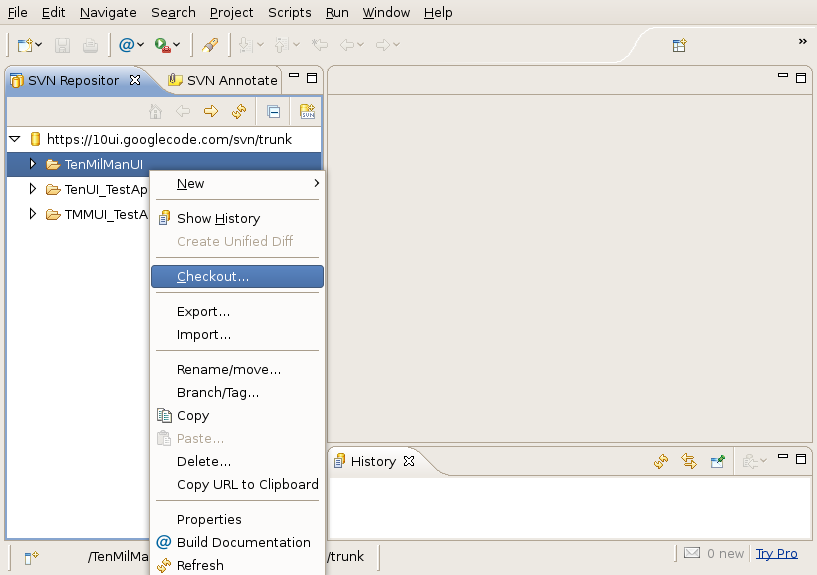 File Edit Navigate Search Project Scripts Run Window Help
@
»
SVN Repositor
SVN Annotate
SVN
https://10ui.googlecode.com/svn/trunk
TenMilManUI
TenUI_TestAp
TMMUI_TestA
New
Show History
Create Unified Diff
Checkout...
Export...
Import...
Rename/move...
Branch/Tag...
Copy
Paste...
Delete...
Copy URL to Clipboard
Properties
@ Build Documentation
Refresh
History
/TenMilMa
/trunk
0 new
Try Pro